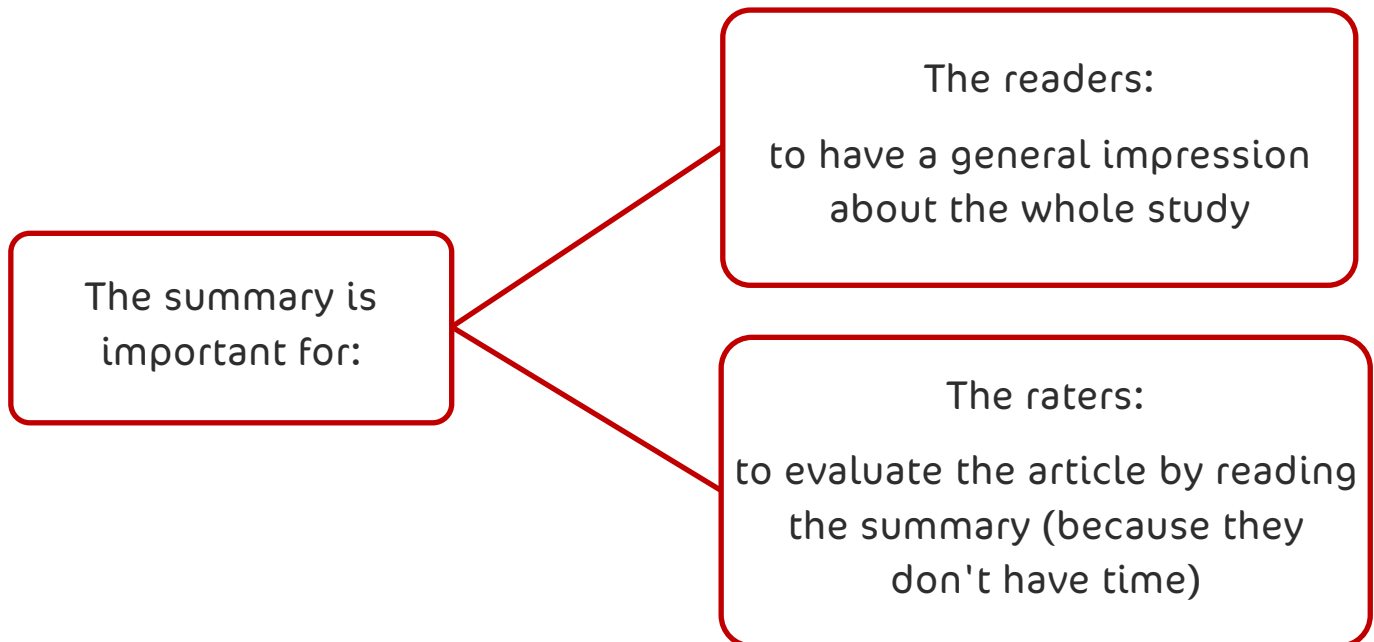 The summary is
important for:
The readers:
to have a general impression
about the whole study
The raters:
to evaluate the article by reading
the summary (because they
don't have time)